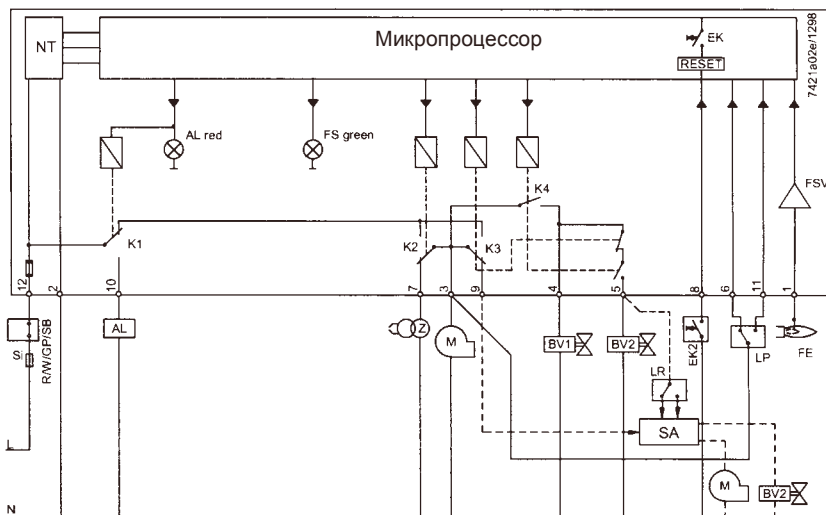 NT
Микропроцессор
EK
RESET
7421a02e/1298
AL red
FS green
FSV
K4
K1
K2
K3
12
2
10
7
3
9
4
5
8
6
11
1
Si
R/W/GP/SB
AL
Z
M
BV1
BV2
EK2
LP
FE
LR
SA
L
M
BV2
N